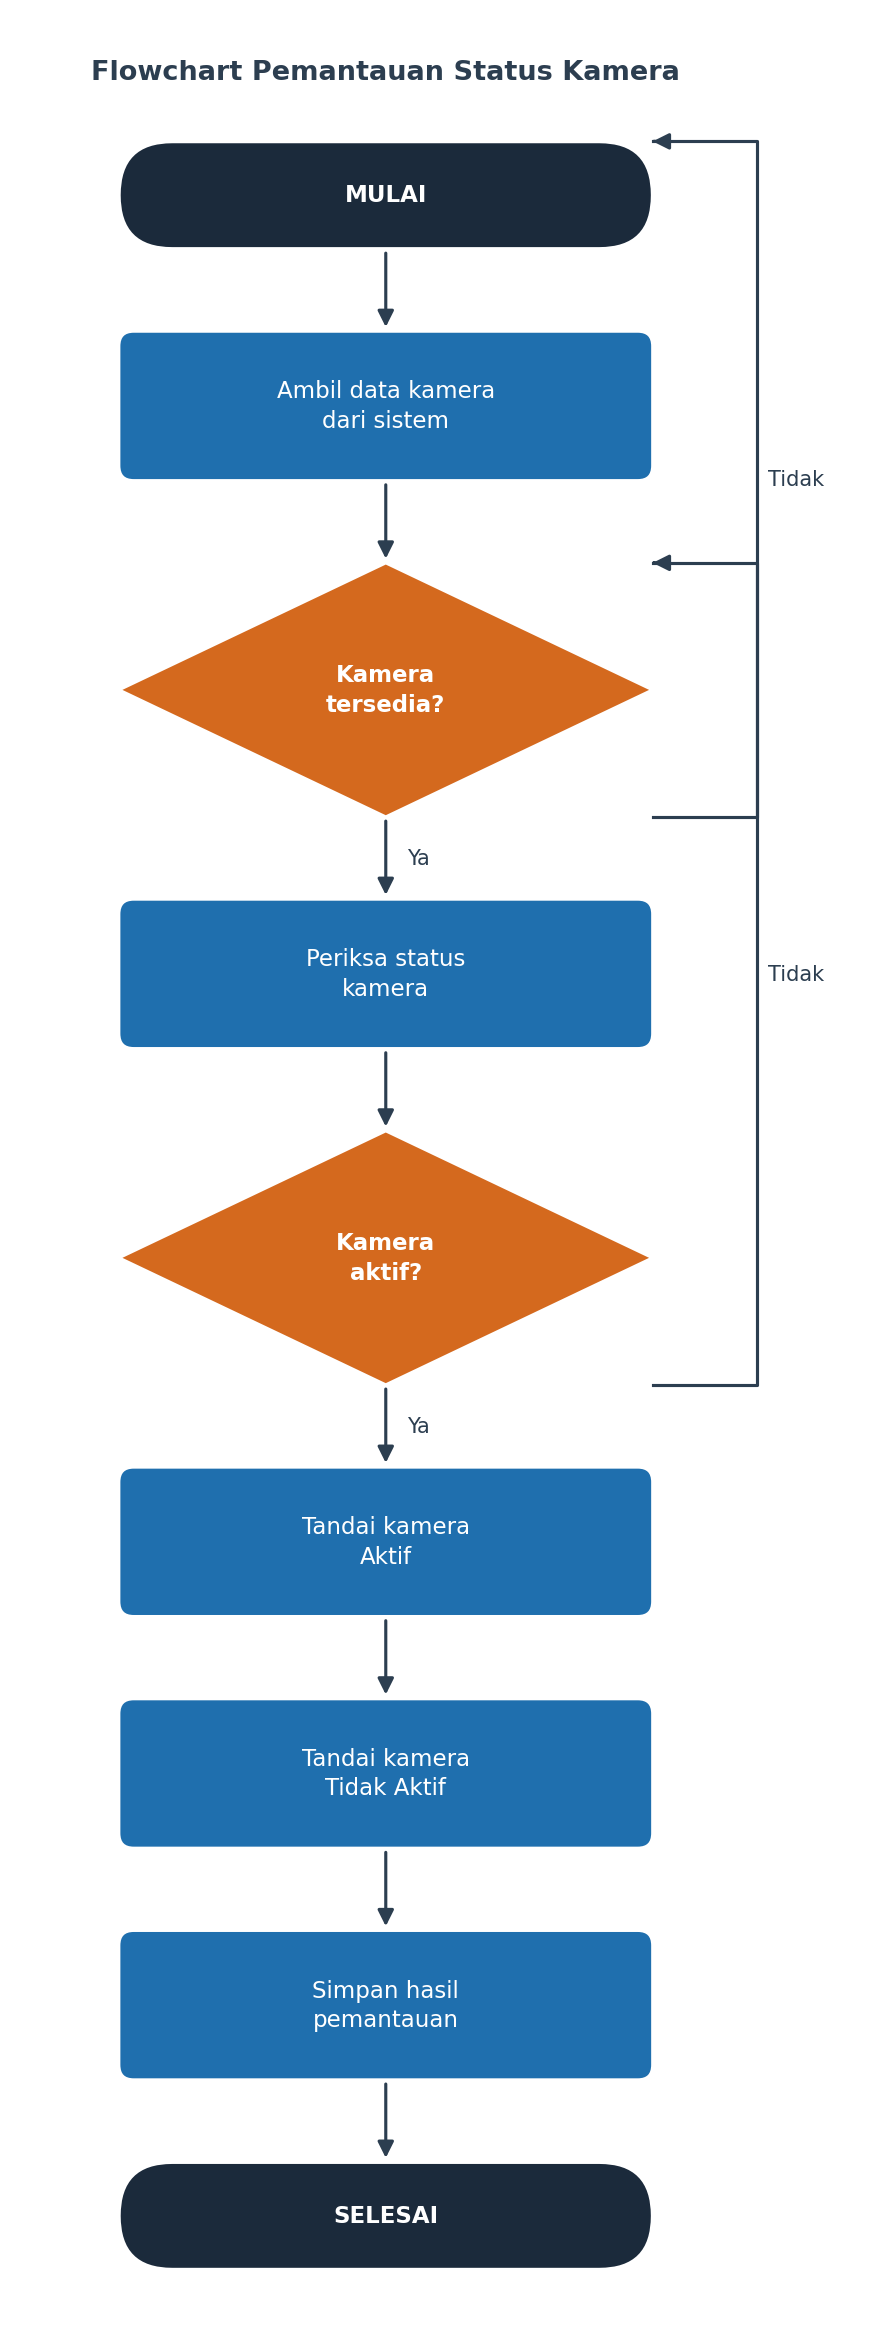 Flowchart Pemantauan Status Kamera
MULAI
Ambil data kamera
dari sistem
Tidak
Kamera
tersedia?
Ya
Periksa status
kamera
Tidak
Kamera
aktif?
Ya
Tandai kamera
Aktif
Tandai kamera
Tidak Aktif
Simpan hasil
pemantauan
SELESAI